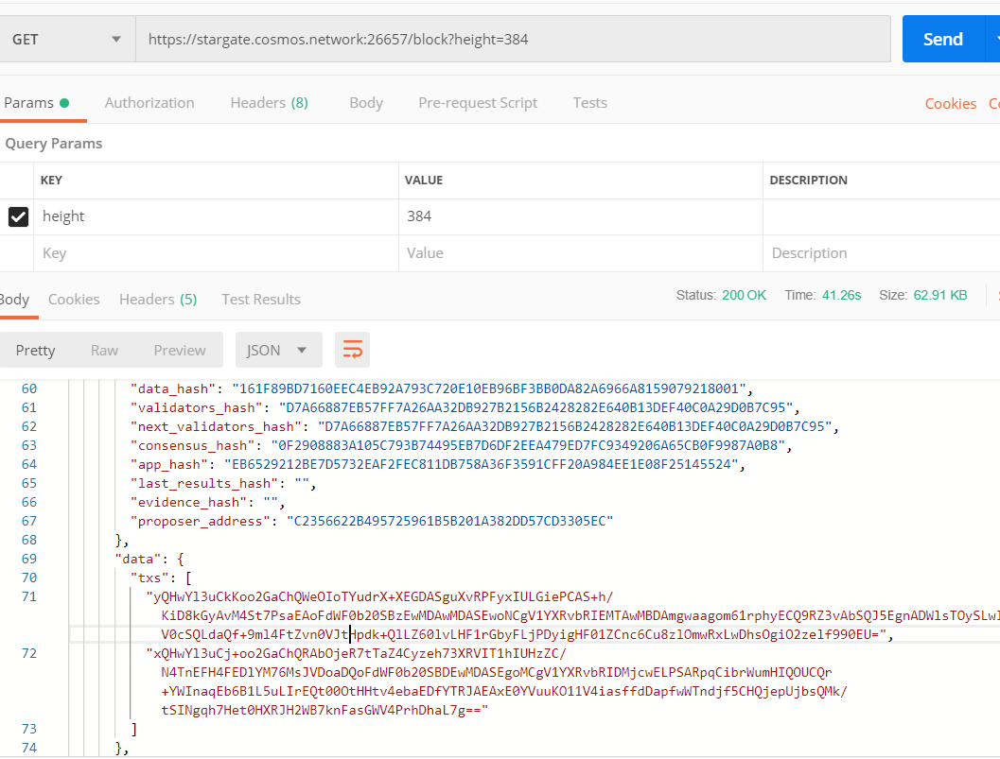 GET https://stargate.cosmos.network:26657/block?height=384 Send
Params Authorization Headers (8) Body Pre-request Script Tests Cookies
Query Params
KEY VALUE DESCRIPTION
height 384
Key Value Description
Body Cookies Headers (5) Test Results Status: 200 OK Time: 41.26s Size: 62.91 KB
Pretty Raw Preview JSON
60 "data_hash": "161F89BD7160EEC4EB92A793C720E10EB96BF3BB0DA82A6966A8159079218001",
61 "validators_hash": "D7A66887EB57FF7A26AA32DB927B2156B2428282E640B13DEF40C0A29D0B7C95",
62 "next_validators_hash": "D7A66887EB57FF7A26AA32DB927B2156B2428282E640B13DEF40C0A29D0B7C95",
63 "consensus_hash": "0F2908883A105C793B74495EB7D6DF2EEA479ED7FC9349206A65CB0F9987A0B8",
64 "app_hash": "EB6529212BE7D5732EAF2FEC811DB758A36F3591CFF20A984EE1E08F25145524",
65 "last_results_hash": "",
66 "evidence_hash": "",
67 "proposer_address": "C2356622B495725961B5B201A382DD57CD3305EC"
68 },
69 "data": {
70 "txs": [
71 "yQHwYl3uCkKoo2GaChQWeOIoTYudrX+XEGDASguXvRPFyxIULGiePCAS+h/
KiD8kGyAvM4St7PsaEAoFdWF0b20SBzEwMDAwMDASEwoNCgV1YXRvbRIEMTAwMBDAmgwaagom61rphyECQ9RZ3vAbSQJ5EgnADWlsTOySLwl
V0cSQLdaQf+9ml4FtZvn0VJtHpdk+QlLZ60lvLHF1rGbyFLjPDyigHF01ZCnc6Cu8zlOmwRxLwDhsOgiO2zelf990EU=",
72 "xQHwYl3uCj+oo2GaChQRAbOjeR7tTaZ4Cyzeh73XRVIT1hIUHzZC/
N4TnEFH4FEDlYM76MsJVDoaDQoFdWF0b20SBDEwMDASEgoMCgV1YXRvbRIDMjcwELPSARpqCibrWumHIQOUCQr
+YWInaqEb6B1L5uLIrEQt00OtHHtv4ebaEDfYTRJAEAxE0YVuuKO11V4iasffdDapfwWTndjf5CHQjepUjbsQMk/
tSINgqh7Het0HXRJH2WB7knFasGWV4PrhDhaL7g=="
73 ]
74 },